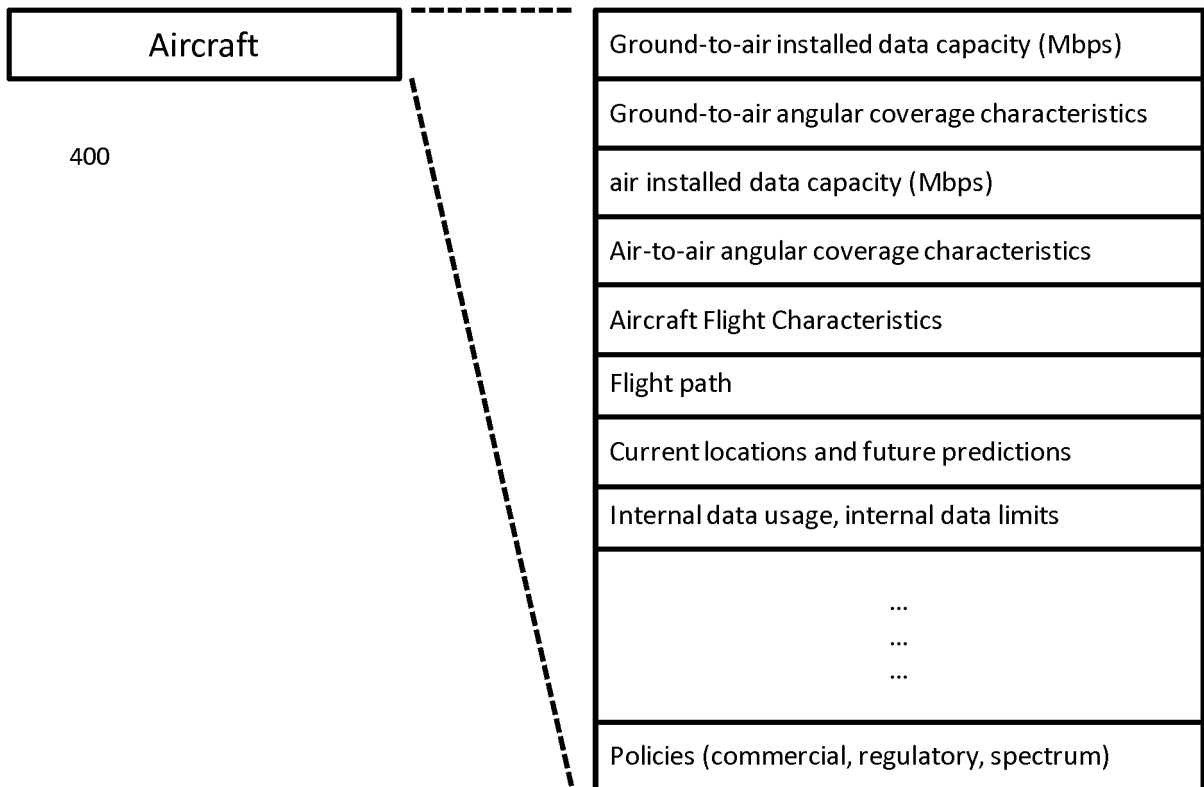 Aircraft
400
Ground-to-air installed data capacity (Mbps)
Ground-to-air angular coverage characteristics
air installed data capacity (Mbps)
Air-to-air angular coverage characteristics
Aircraft Flight Characteristics
Flight path
Current locations and future predictions
Internal data usage, internal data limits
...
...
...
Policies (commercial, regulatory, spectrum)